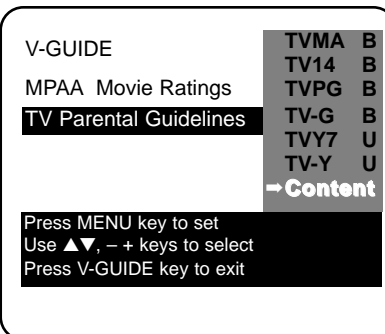 V-GUIDE
MPAA Movie Ratings
TV Parental Guidelines
TVMA B
TV14 B
TVPG B
TV-G B
TVY7 U
TV-Y U
➡Content
Press MENU key to set
Use ▲▼, – + keys to select
Press V-GUIDE key to exit